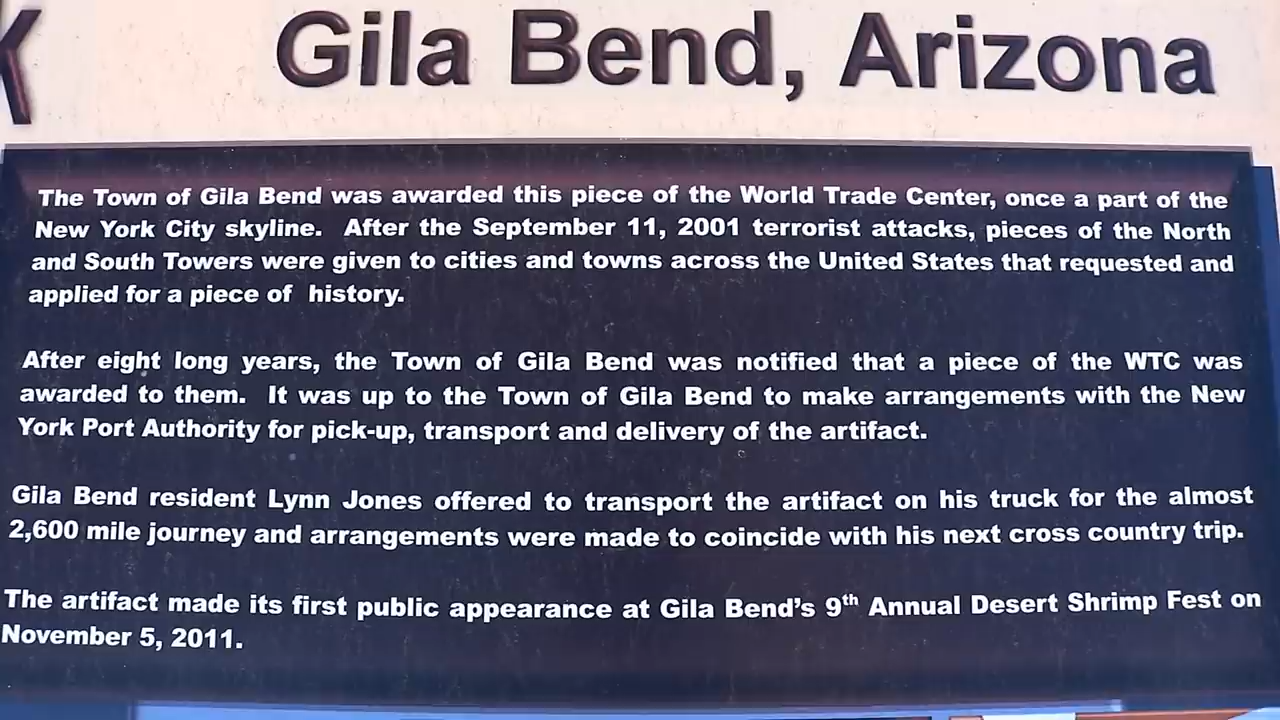 K Gila Bend, Arizona
The Town of Gila Bend was awarded this piece of the World Trade Center, once a part of the
New York City skyline. After the September 11, 2001 terrorist attacks, pieces of the North
and South Towers were given to cities and towns across the United States that requested and
applied for a piece of history.
After eight long years, the Town of Gila Bend was notified that a piece of the WTC was
awarded to them. It was up to the Town of Gila Bend to make arrangements with the New
York Port Authority for pick-up, transport and delivery of the artifact.
Gila Bend resident Lynn Jones offered to transport the artifact on his truck for the almost
2,600 mile journey and arrangements were made to coincide with his next cross country trip.
The artifact made its first public appearance at Gila Bend's 9th Annual Desert Shrimp Fest on
November 5, 2011.